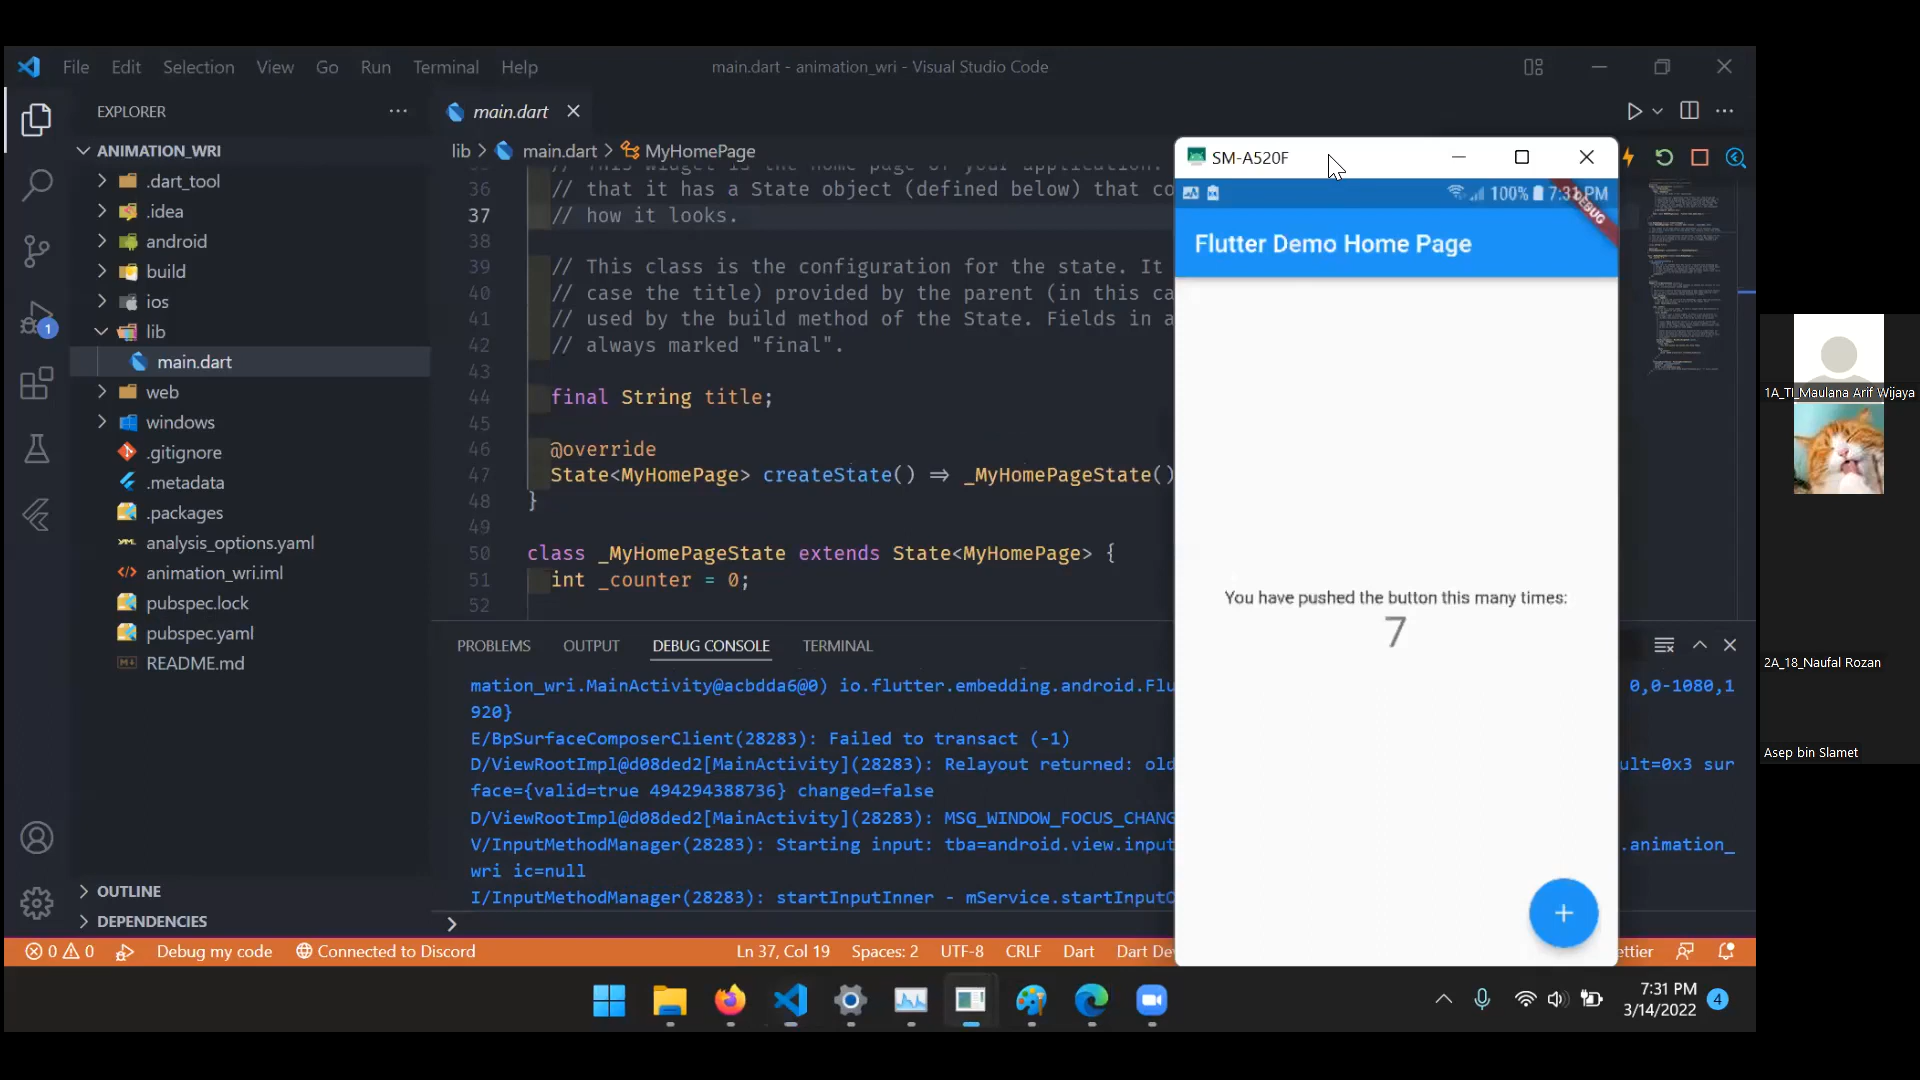 File Edit Selection View Go Run Terminal Help
main.dart - animation_wri - Visual Studio Code
EXPLORER
ANIMATION_WRI
.dart_tool
.idea
android
build
ios
lib
main.dart
web
windows
.gitignore
.metadata
.packages
analysis_options.yaml
animation_wri.iml
pubspec.lock
pubspec.yaml
README.md
OUTLINE
DEPENDENCIES
1
main.dart
lib > main.dart > MyHomePage
// This widget is the home page of your application.
36 // that it has a State object (defined below) that co
37 // how it looks.
38
39 // This class is the configuration for the state. It
40 // case the title) provided by the parent (in this ca
41 // used by the build method of the State. Fields in a
42 // always marked "final".
43
44 final String title;
45
46 @override
47 State<MyHomePage> createState() => _MyHomePageState()
48 }
49
50 class _MyHomePageState extends State<MyHomePage> {
51 int _counter = 0;
52
PROBLEMS OUTPUT DEBUG CONSOLE TERMINAL
mation_wri.MainActivity@acbdda6@0) io.flutter.embedding.android.Flu 0,0-1080,1
920}
E/BpSurfaceComposerClient(28283): Failed to transact (-1)
D/ViewRootImpl@d08ded2[MainActivity](28283): Relayout returned: old ult=0x3 sur
face={valid=true 494294388736} changed=false
D/ViewRootImpl@d08ded2[MainActivity](28283): MSG_WINDOW_FOCUS_CHANG
V/InputMethodManager(28283): Starting input: tba=android.view.input .animation_
wri ic=null
I/InputMethodManager(28283): startInputInner - mService.startInputO
>
SM-A520F
100% 7:31 PM
DEBUG
Flutter Demo Home Page
You have pushed the button this many times:
7
+
0 0 Debug my code Connected to Discord
Ln 37, Col 19 Spaces: 2 UTF-8 CRLF Dart Dart De ettier
7:31 PM
3/14/2022
4
1A_TI_Maulana Arif Wijaya
2A_18_Naufal Rozan
Asep bin Slamet